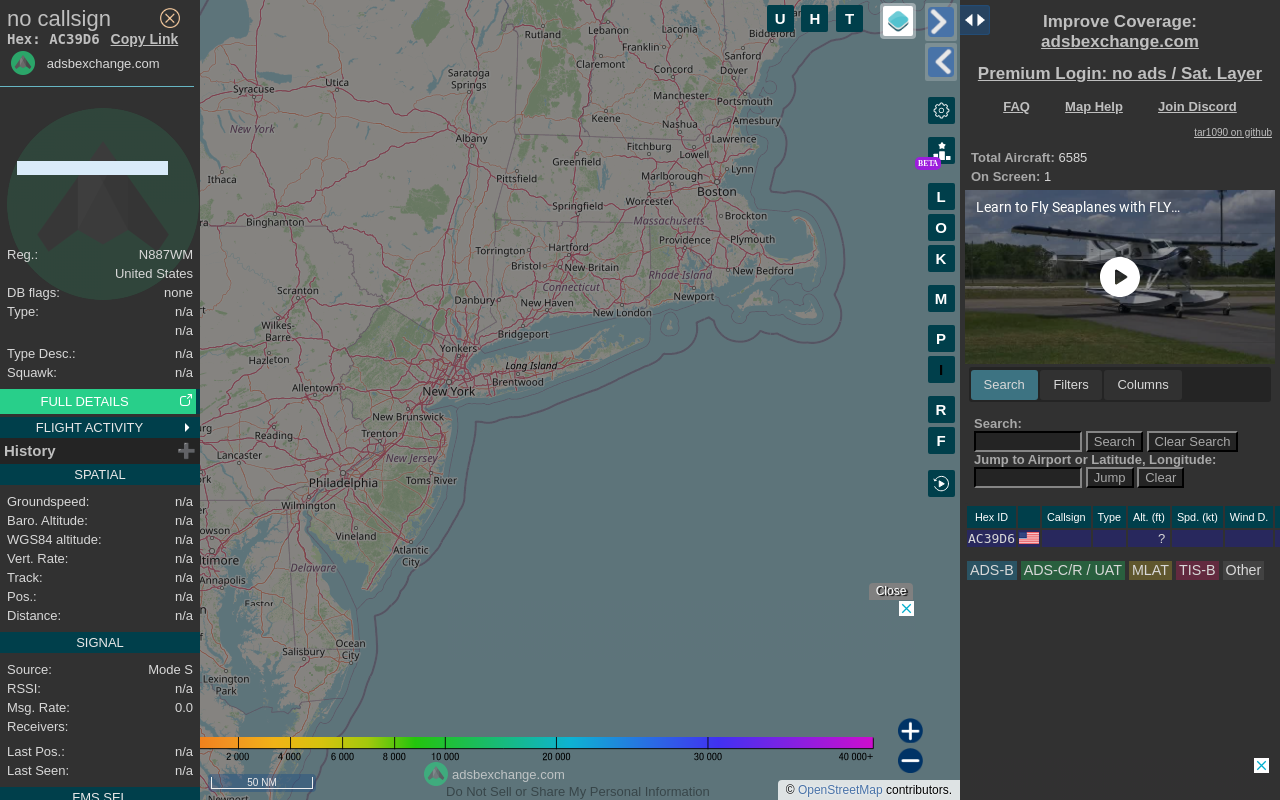 no callsign
Hex: AC39D6 Copy Link
adsbexchange.com
Reg.: N887WM
United States
DB flags: none
Type: n/a
n/a
Type Desc.: n/a
Squawk: n/a
FULL DETAILS
FLIGHT ACTIVITY
History
SPATIAL
Groundspeed: n/a
Baro. Altitude: n/a
WGS84 altitude: n/a
Vert. Rate: n/a
Track: n/a
Pos.: n/a
Distance: n/a
SIGNAL
Source: Mode S
RSSI: n/a
Msg. Rate: 0.0
Receivers:
Last Pos.: n/a
Last Seen: n/a
FMS SEL
U H T
BETA
L
O
K
M
P
I
R
F
Rutland
Lebanon
Laconia
Franklin
Biddeford
Claremont
Sanford
Concord
Dover
Saratoga
Springs
Utica
Syracuse
Manchester
Portsmouth
Keene
Nashua
Amesbury
New York
Albany
Lawrence
Fitchburg
Lowell
Greenfield
Lynn
Ithaca
Pittsfield
Marlborough
Boston
Worcester
Springfield
Massachusetts
Brockton
Binghamton
Torrington
Hartford
Providence
Plymouth
Bristol
New Britain
New Bedford
Rhode Island
Scranton
Connecticut
Danbury
New Haven
Newport
New London
Wilkes-
Barre
Bridgeport
Yonkers
Hazleton
Long Island
Brentwood
Allentown
New York
New Brunswick
Reading
Trenton
Lancaster
New Jersey
Philadelphia
Toms River
Wilmington
Vineland
Atlantic
City
Delaware
Annapolis
Easton
Ocean
City
Salisbury
Lexington
Park
Newport
Close
2 000 4 000 6 000 8 000 10 000 20 000 30 000 40 000+
50 NM
adsbexchange.com
Do Not Sell or Share My Personal Information
© OpenStreetMap contributors.
Improve Coverage:
adsbexchange.com
Premium Login: no ads / Sat. Layer
FAQ Map Help Join Discord
tar1090 on github
Total Aircraft: 6585
On Screen: 1
Learn to Fly Seaplanes with FLY...
Search Filters Columns
Search:
Search Clear Search
Jump to Airport or Latitude, Longitude:
Jump Clear
Hex ID Callsign Type Alt. (ft) Spd. (kt) Wind D.
AC39D6 ?
ADS-B ADS-C/R / UAT MLAT TIS-B Other